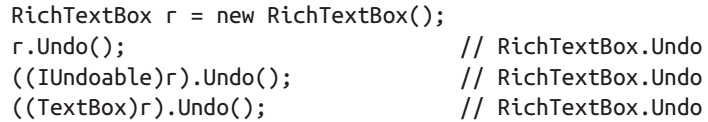 RichTextBox r = new RichTextBox();
r.Undo();                          // RichTextBox.Undo
((IUndoable)r).Undo();             // RichTextBox.Undo
((TextBox)r).Undo();               // RichTextBox.Undo